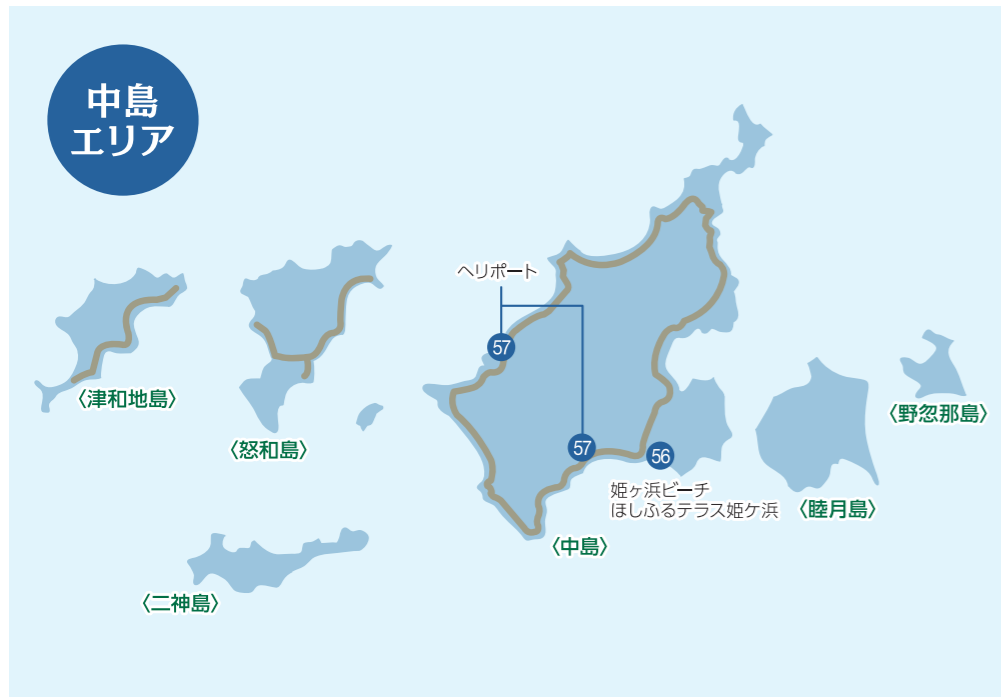 中島
エリア
ヘリポート
57
〈津和地島〉
〈怒和島〉
〈野忽那島〉
57
56
姫ヶ浜ビーチ
ほしふるテラス姫ケ浜
〈睦月島〉
〈中島〉
〈二神島〉